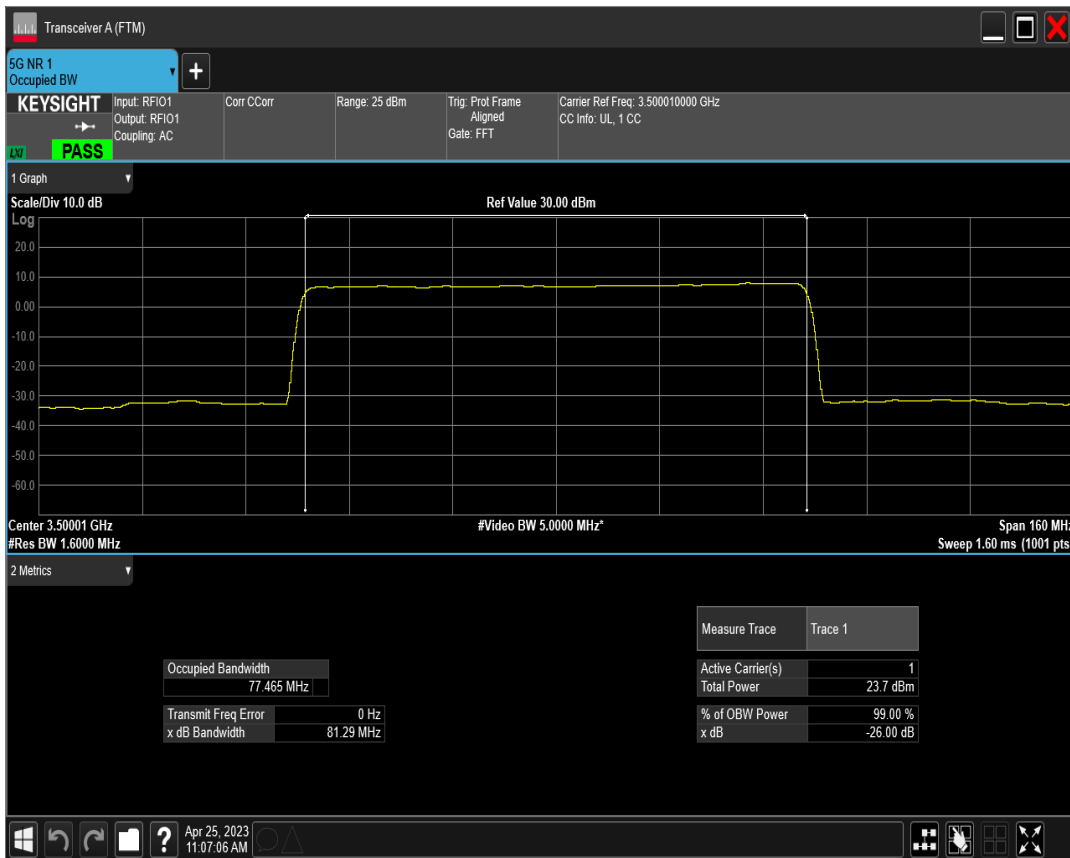 Transceiver A (FTM)
5G NR 1
Occupied BW
+
KEYSIGHT
LXI
PASS
Input: RFIO1
Output: RFIO1
Coupling: AC
Corr CCorr
Range: 25 dBm
Trig: Prot Frame
Aligned
Gate: FFT
Carrier Ref Freq: 3.500010000 GHz
CC Info: UL, 1 CC
1 Graph
Scale/Div 10.0 dB
Ref Value 30.00 dBm
Log
20.0
10.0
0.00
-10.0
-20.0
-30.0
-40.0
-50.0
-60.0
Center 3.50001 GHz
#Video BW 5.0000 MHz*
Span 160 MHz
#Res BW 1.6000 MHz
Sweep 1.60 ms (1001 pts
2 Metrics
Measure Trace Trace 1
Occupied Bandwidth
77.465 MHz
Active Carrier(s) 1
Total Power 23.7 dBm
Transmit Freq Error 0 Hz
x dB Bandwidth 81.29 MHz
% of OBW Power 99.00 %
x dB -26.00 dB
?
Apr 25, 2023
11:07:06 AM